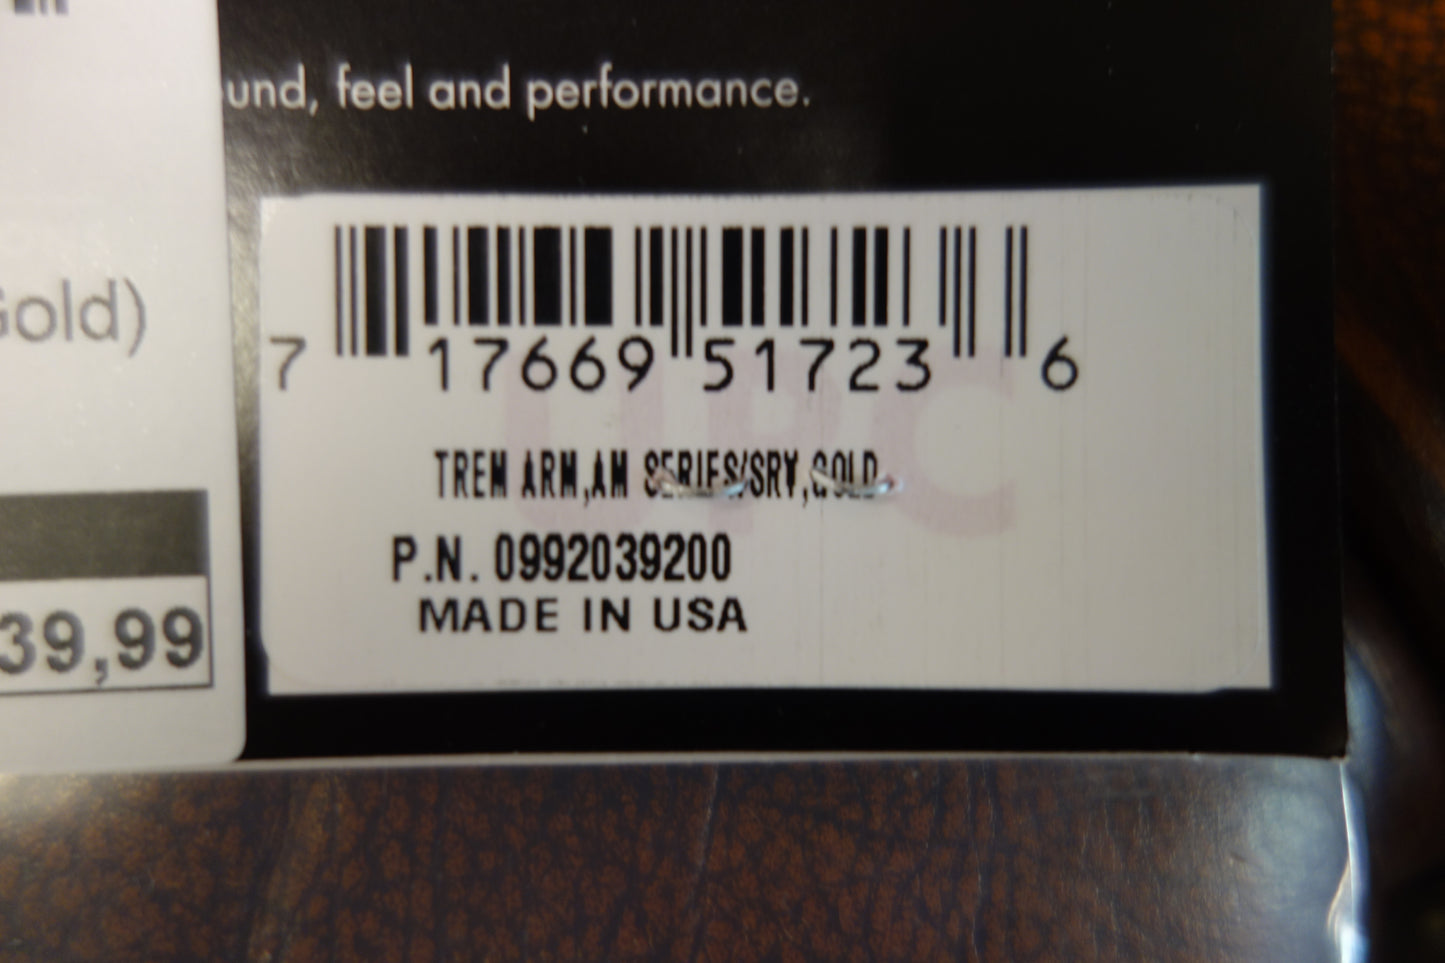 und, feel and performance.
Gold)
39,99
7 17669 51723 6
UPC
TREM ARM,AM SERIES/SRV,GOLD
P.N. 0992039200
MADE IN USA